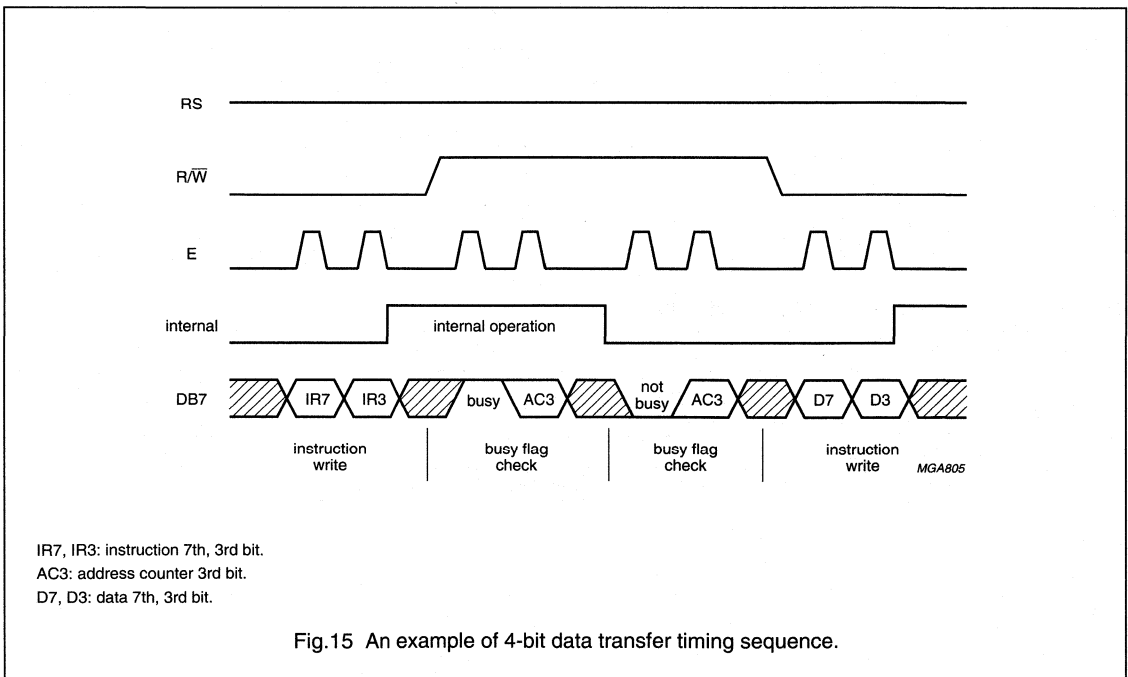 RS
R/W̅
E
internal
internal operation
DB7
IR7
IR3
busy
AC3
not
busy
AC3
D7
D3
instruction
write
busy flag
check
busy flag
check
instruction
write
MGA805
IR7, IR3: instruction 7th, 3rd bit.
AC3: address counter 3rd bit.
D7, D3: data 7th, 3rd bit.
Fig.15 An example of 4-bit data transfer timing sequence.